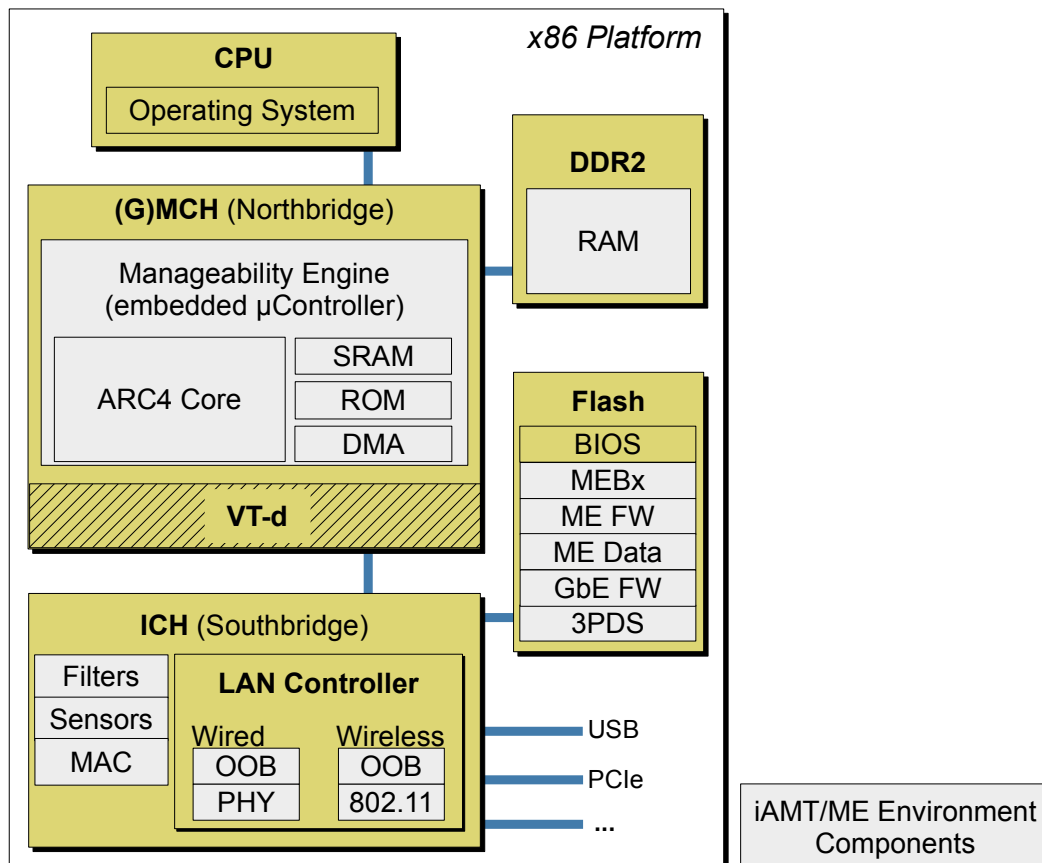 x86 Platform
CPU
Operating System
DDR2
RAM
(G)MCH (Northbridge)
Manageability Engine
(embedded µController)
ARC4 Core
SRAM
ROM
DMA
VT-d
Flash
BIOS
MEBx
ME FW
ME Data
GbE FW
3PDS
ICH (Southbridge)
Filters
Sensors
MAC
LAN Controller
Wired
OOB
PHY
Wireless
OOB
802.11
USB
PCIe
...
iAMT/ME Environment
Components